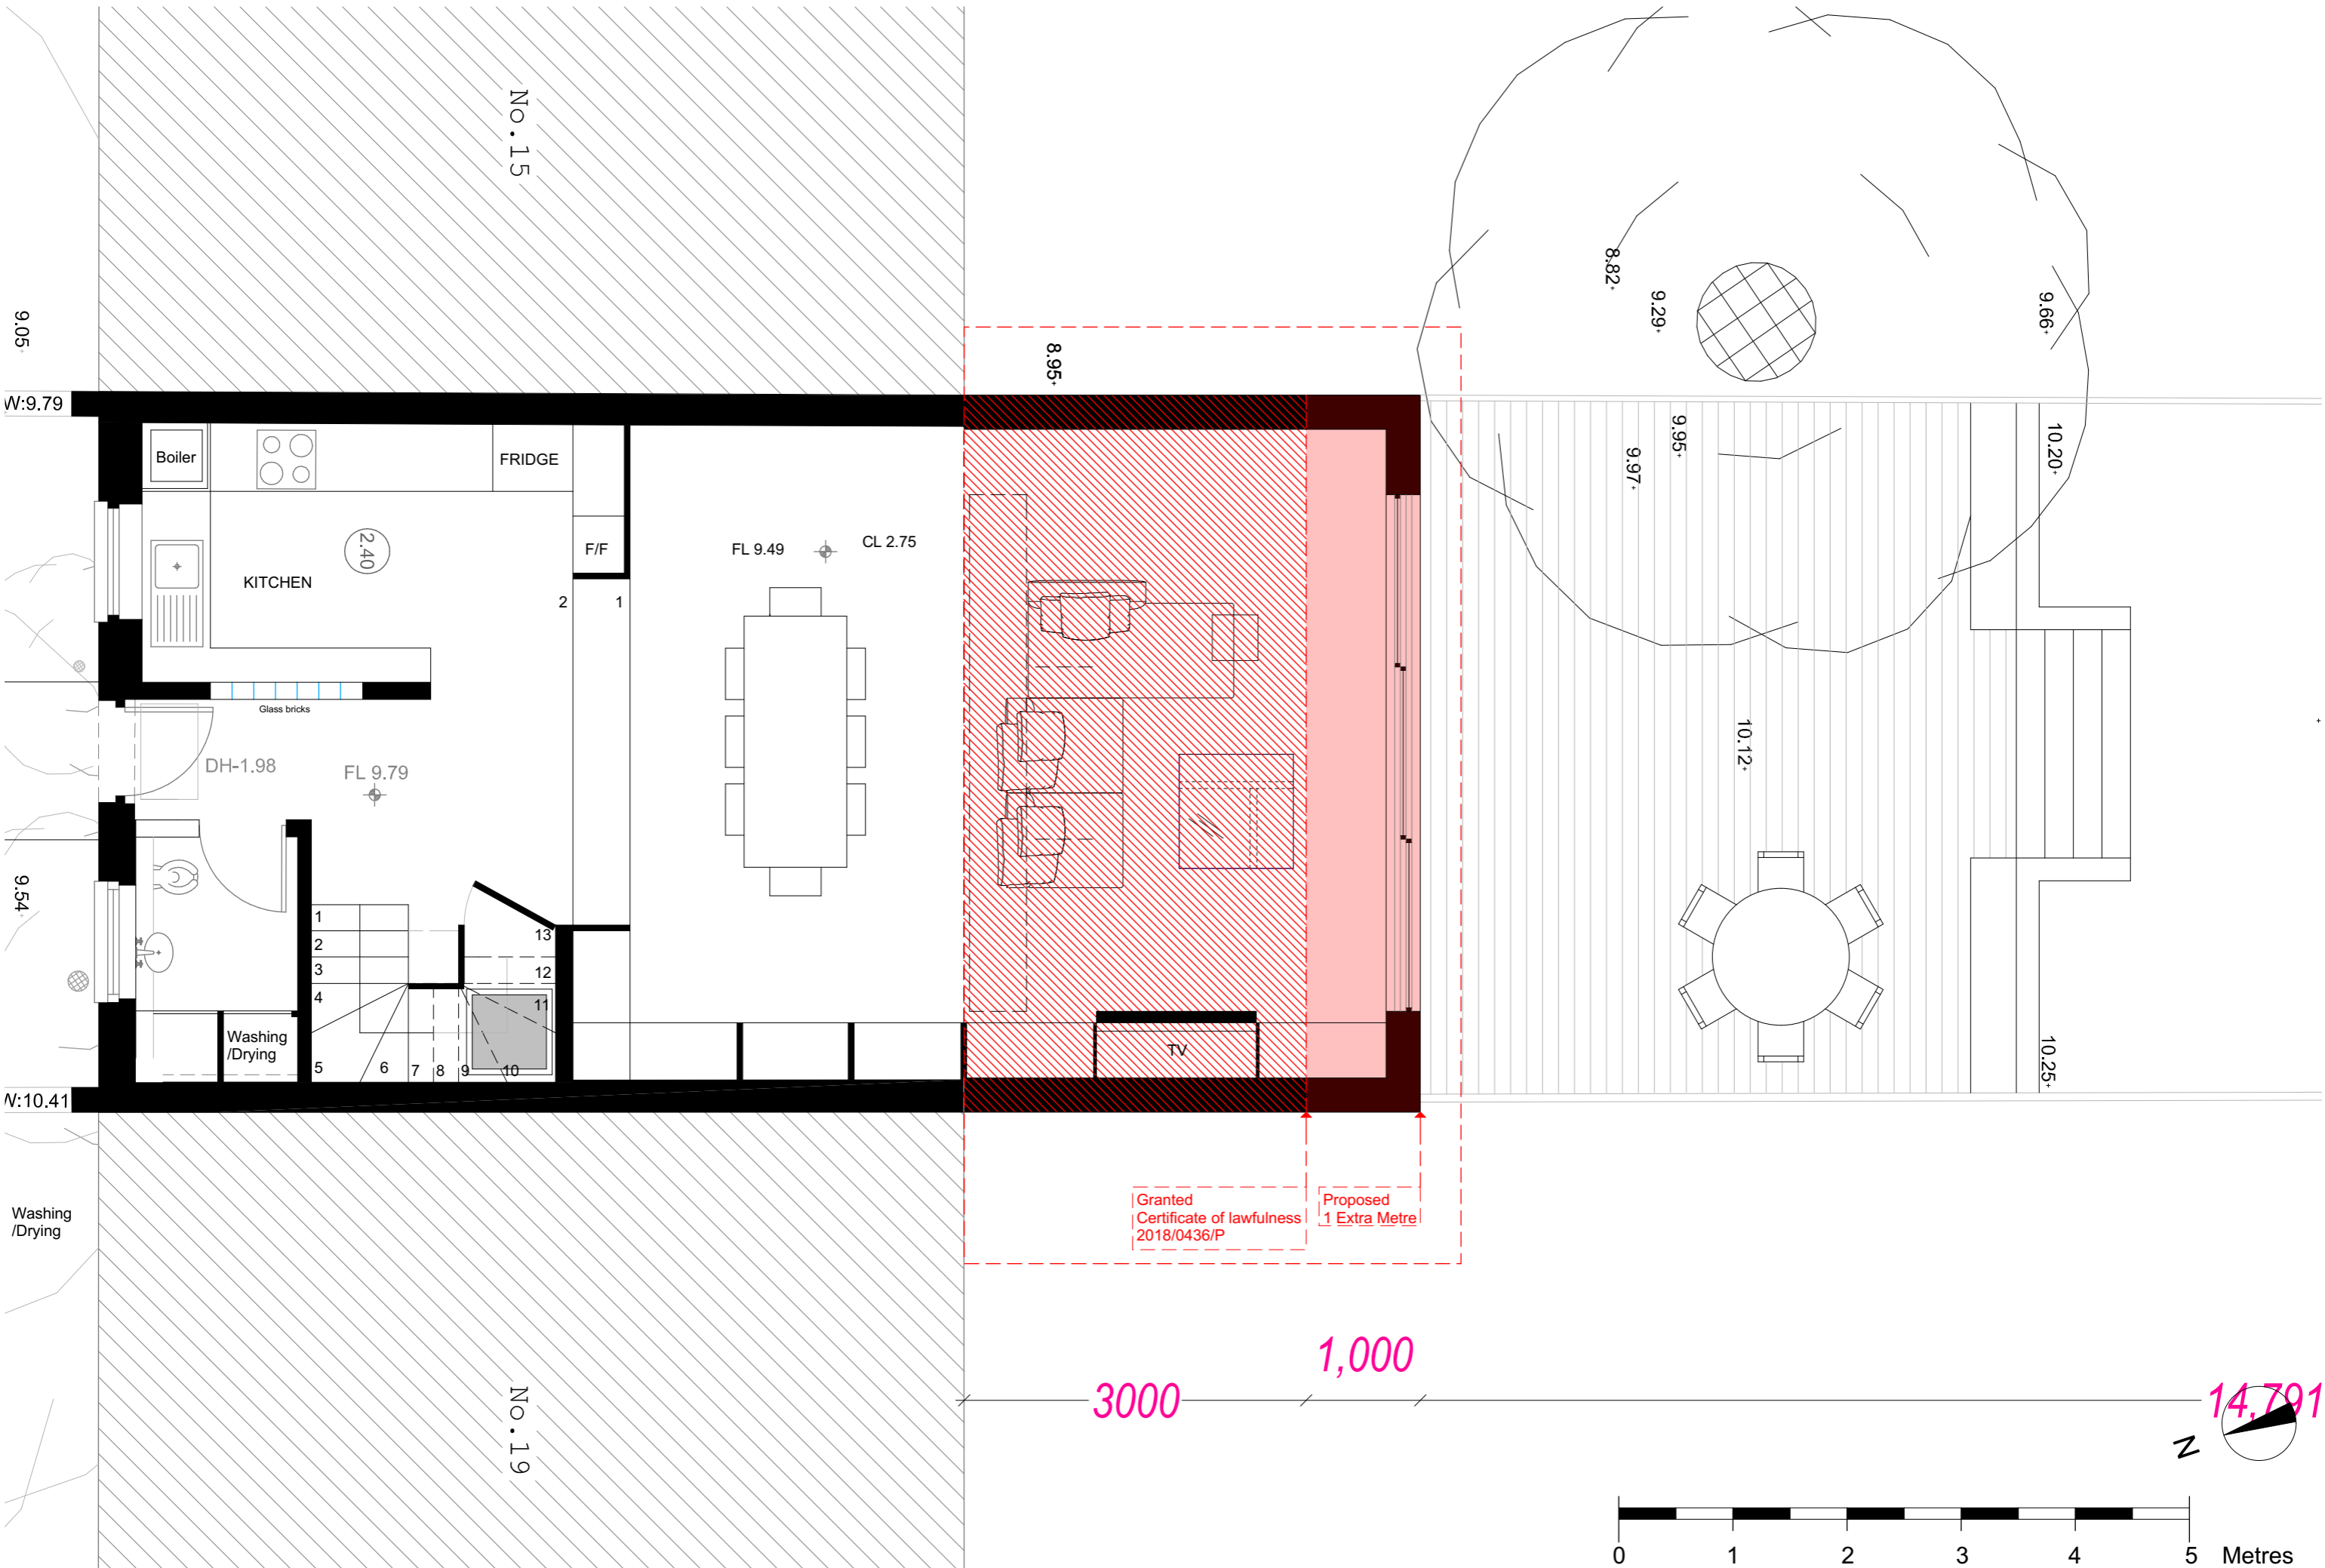 No.15
9.05
8.82
9.29
9.66
8.95
W:9.79
Boiler
FRIDGE
9.95
9.97
10.20
2.40
F/F
FL 9.49
CL 2.75
KITCHEN
2
1
Glass bricks
DH-1.98
FL 9.79
10.12
9.54
1
2
3
4
5
6
7
8
9
10
11
12
13
Washing
/Drying
TV
10.25
W:10.41
Washing
/Drying
Granted
Certificate of lawfulness
2018/0436/P
Proposed
1 Extra Metre
No.19
1,000
3000
14,791
N
0
1
2
3
4
5
Metres